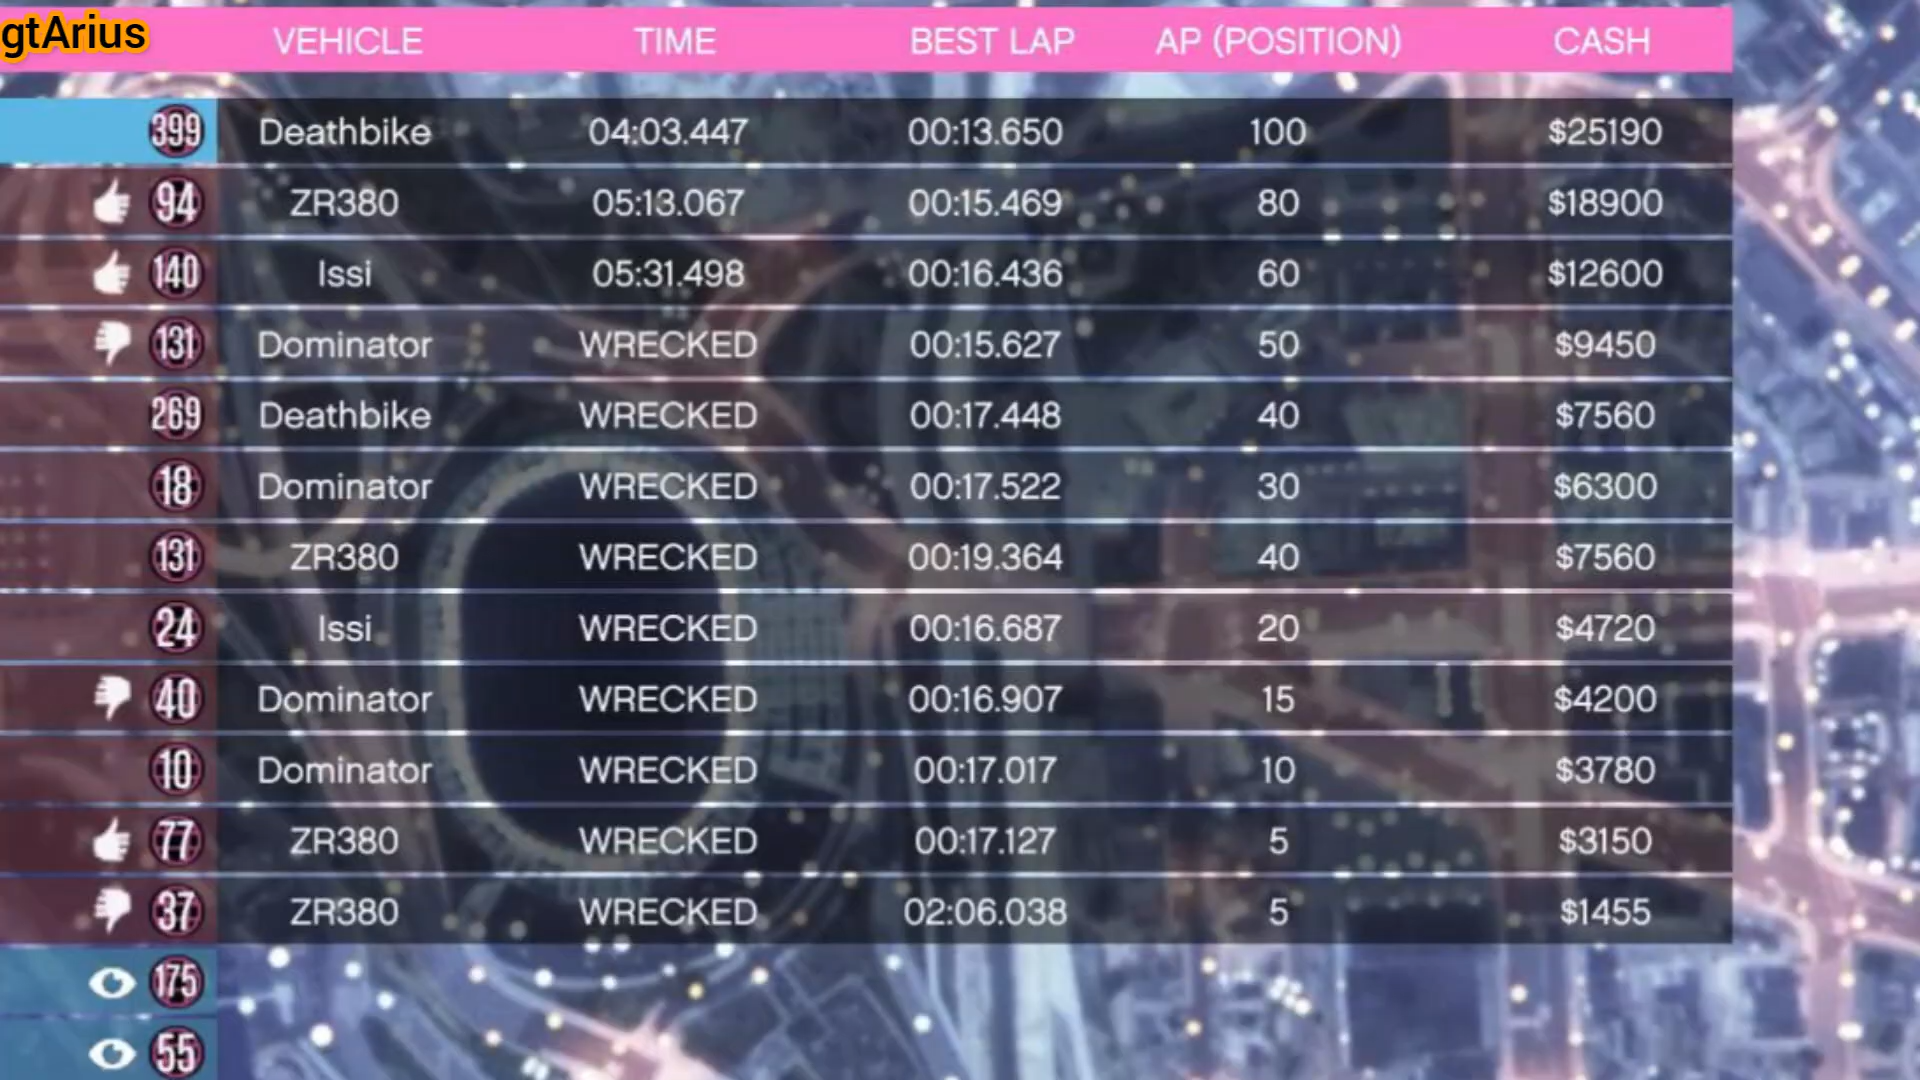 gtArius
VEHICLE TIME BEST LAP AP (POSITION) CASH
399 Deathbike 04:03.447 00:13.650 100 $25190
94 ZR380 05:13.067 00:15.469 80 $18900
140 Issi 05:31.498 00:16.436 60 $12600
131 Dominator WRECKED 00:15.627 50 $9450
269 Deathbike WRECKED 00:17.448 40 $7560
18 Dominator WRECKED 00:17.522 30 $6300
131 ZR380 WRECKED 00:19.364 40 $7560
24 Issi WRECKED 00:16.687 20 $4720
40 Dominator WRECKED 00:16.907 15 $4200
10 Dominator WRECKED 00:17.017 10 $3780
77 ZR380 WRECKED 00:17.127 5 $3150
37 ZR380 WRECKED 02:06.038 5 $1455
175
55